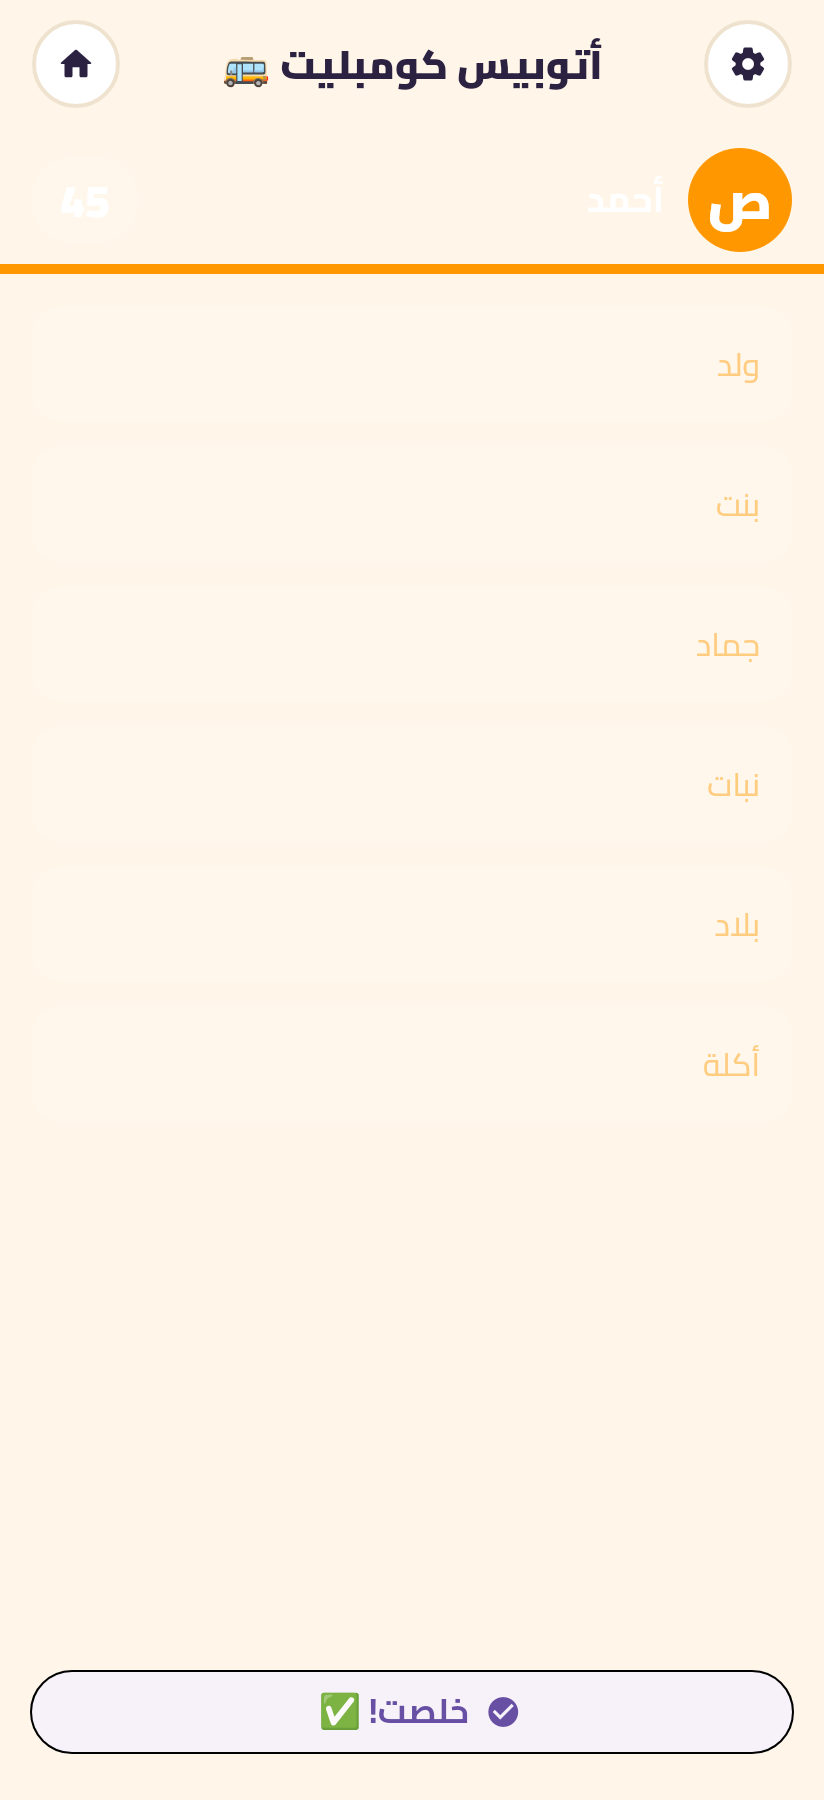 أتوبيس كومبليت 🚌
ص
أحمد
45
ولد
بنت
جماد
نبات
بلاد
أكلة
خلصت! ✅